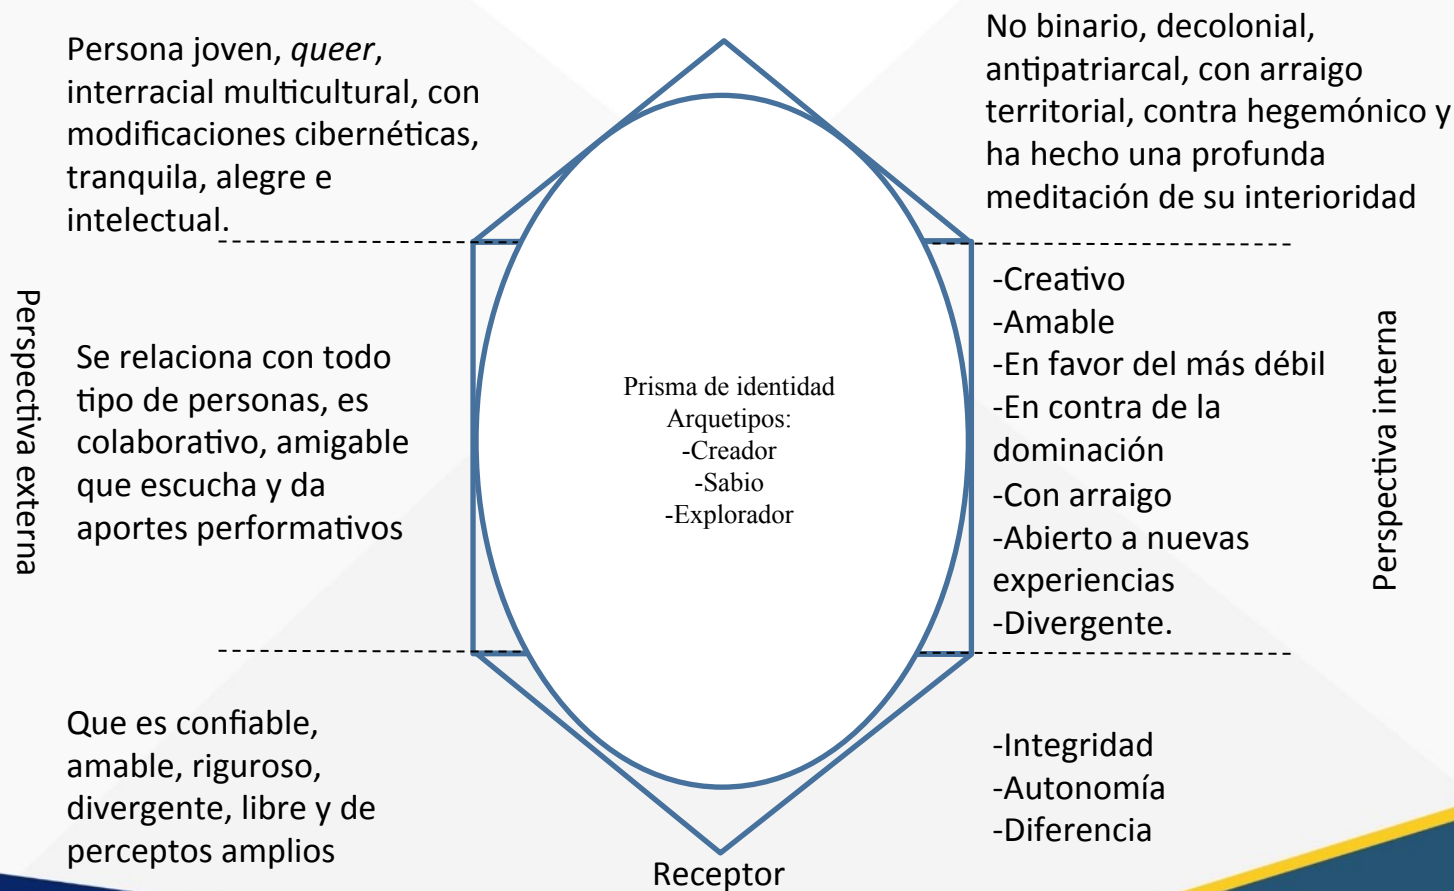 Persona joven, queer,
interracial multicultural, con
modificaciones cibernéticas,
tranquila, alegre e
intelectual.
No binario, decolonial,
antipatriarcal, con arraigo
territorial, contra hegemónico y
ha hecho una profunda
meditación de su interioridad
Perspectiva externa
Se relaciona con todo
tipo de personas, es
colaborativo, amigable
que escucha y da
aportes performativos
Prisma de identidad
Arquetipos:
-Creador
-Sabio
-Explorador
-Creativo
-Amable
-En favor del más débil
-En contra de la
dominación
-Con arraigo
-Abierto a nuevas
experiencias
-Divergente.
Perspectiva interna
Que es confiable,
amable, riguroso,
divergente, libre y de
perceptos amplios
-Integridad
-Autonomía
-Diferencia
Receptor